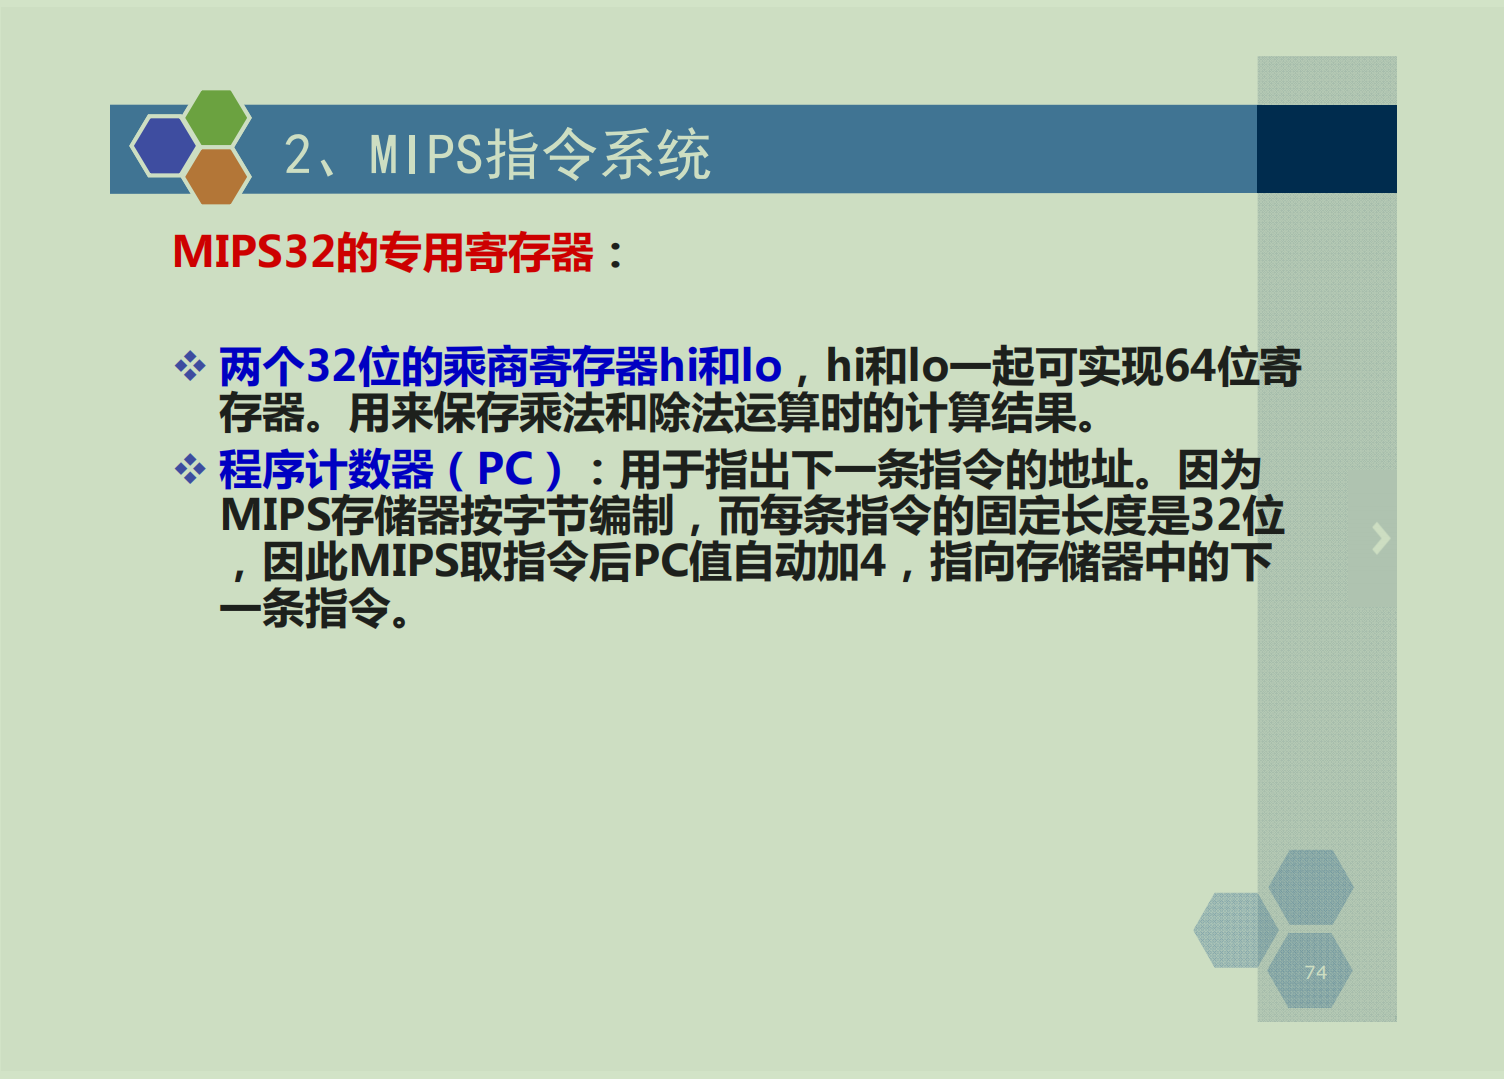 2、MIPS指令系统
MIPS32的专用寄存器：
两个32位的乘商寄存器hi和lo，hi和lo一起可实现64位寄
存器。用来保存乘法和除法运算时的计算结果。
程序计数器（PC）：用于指出下一条指令的地址。因为
MIPS存储器按字节编制，而每条指令的固定长度是32位
，因此MIPS取指令后PC值自动加4，指向存储器中的下
一条指令。
74